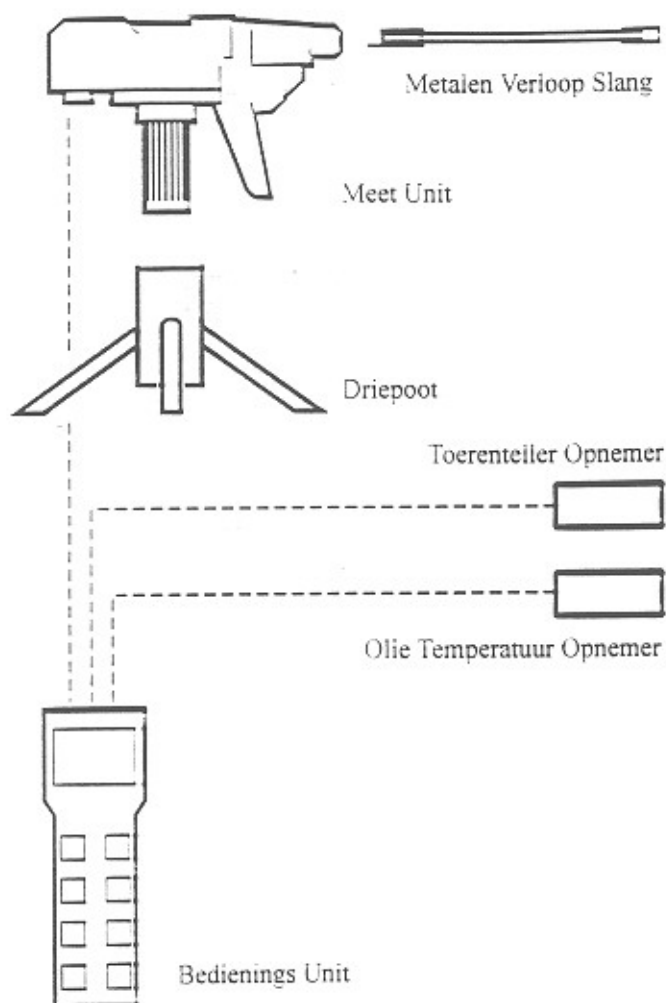 Metalen Verloop Slang
Meet Unit
Driepoot
Toerenteller Opnemer
Olie Temperatuur Opnemer
Bedienings Unit